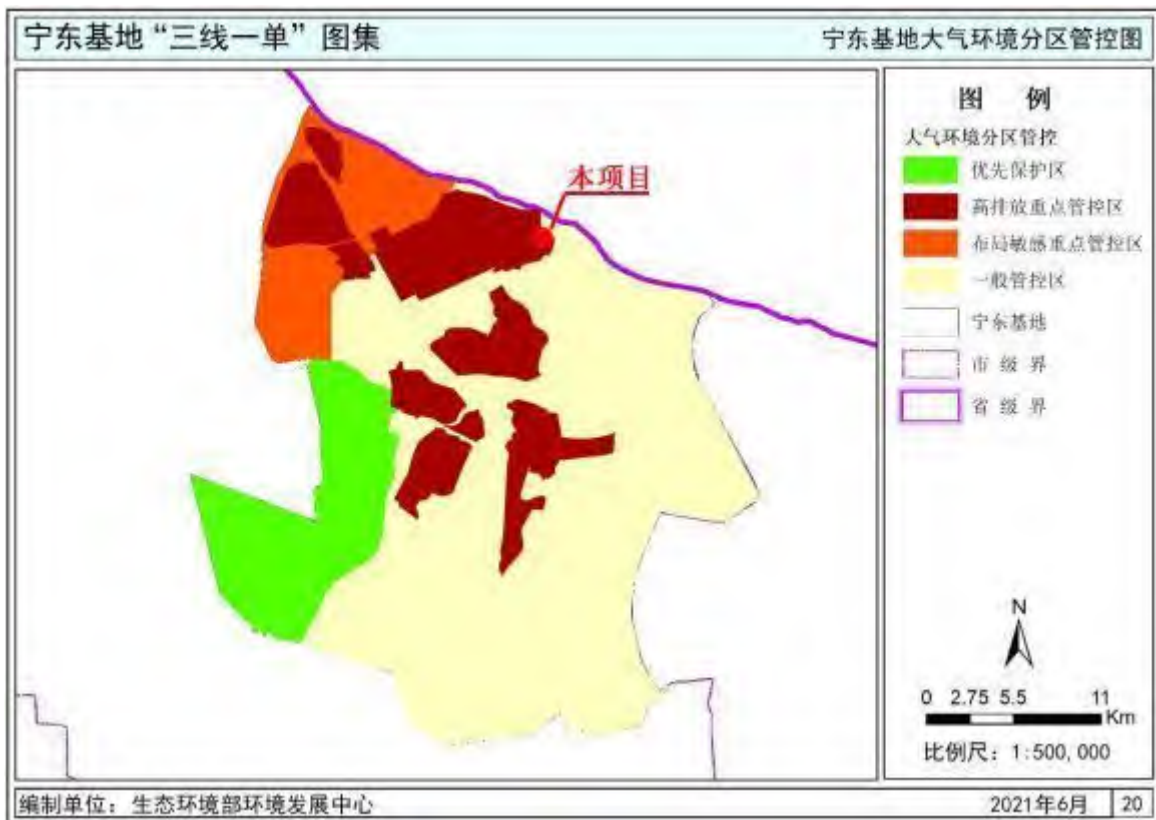 宁东基地“三线一单”图集
宁东基地大气环境分区管控图
本项目
图 例
大气环境分区管控
优先保护区
高排放重点管控区
布局敏感重点管控区
一般管控区
宁东基地
市 级 界
省 级 界
N
0 2.75 5.5 11
Km
比例尺：1:500,000
编制单位：生态环境部环境发展中心
2021年6月
20